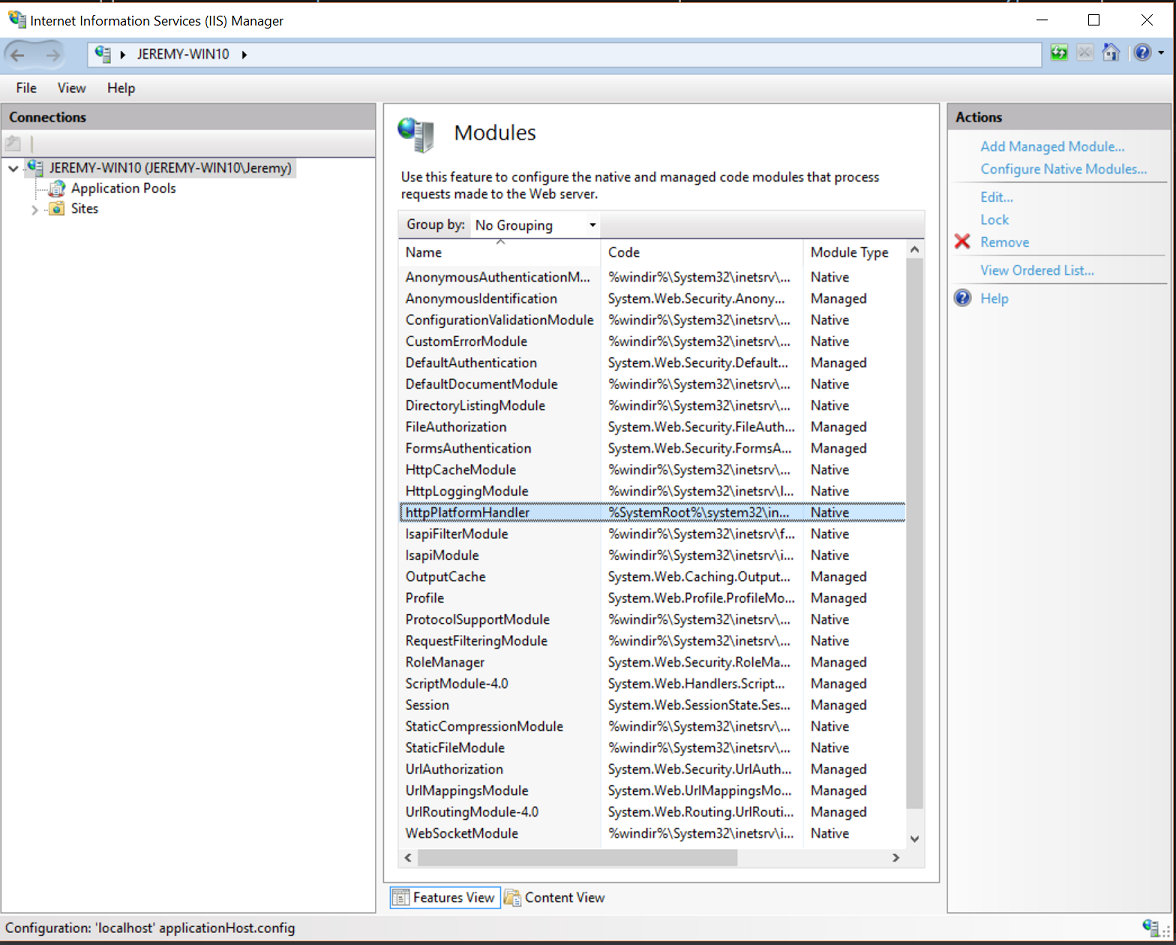 Internet Information Services (IIS) Manager
JEREMY-WIN10
File View Help
Connections
JEREMY-WIN10 (JEREMY-WIN10\Jeremy)
Application Pools
Sites
Modules
Use this feature to configure the native and managed code modules that process
requests made to the Web server.
Group by: No Grouping
Name Code Module Type
AnonymousAuthenticationM... %windir%\System32\inetsrv\... Native
AnonymousIdentification System.Web.Security.Anony... Managed
ConfigurationValidationModule %windir%\System32\inetsrv\... Native
CustomErrorModule %windir%\System32\inetsrv\... Native
DefaultAuthentication System.Web.Security.Default... Managed
DefaultDocumentModule %windir%\System32\inetsrv\... Native
DirectoryListingModule %windir%\System32\inetsrv\... Native
FileAuthorization System.Web.Security.FileAuth... Managed
FormsAuthentication System.Web.Security.FormsA... Managed
HttpCacheModule %windir%\System32\inetsrv\... Native
HttpLoggingModule %windir%\System32\inetsrv\l... Native
httpPlatformHandler %SystemRoot%\system32\in... Native
IsapiFilterModule %windir%\System32\inetsrv\f... Native
IsapiModule %windir%\System32\inetsrv\i... Native
OutputCache System.Web.Caching.Output... Managed
Profile System.Web.Profile.ProfileMo... Managed
ProtocolSupportModule %windir%\System32\inetsrv\... Native
RequestFilteringModule %windir%\System32\inetsrv\... Native
RoleManager System.Web.Security.RoleMa... Managed
ScriptModule-4.0 System.Web.Handlers.Script... Managed
Session System.Web.SessionState.Ses... Managed
StaticCompressionModule %windir%\System32\inetsrv\... Native
StaticFileModule %windir%\System32\inetsrv\... Native
UrlAuthorization System.Web.Security.UrlAuth... Managed
UrlMappingsModule System.Web.UrlMappingsMo... Managed
UrlRoutingModule-4.0 System.Web.Routing.UrlRouti... Managed
WebSocketModule %windir%\System32\inetsrv\i... Native
Features View Content View
Actions
Add Managed Module...
Configure Native Modules...
Edit...
Lock
Remove
View Ordered List...
Help
Configuration: 'localhost' applicationHost.config